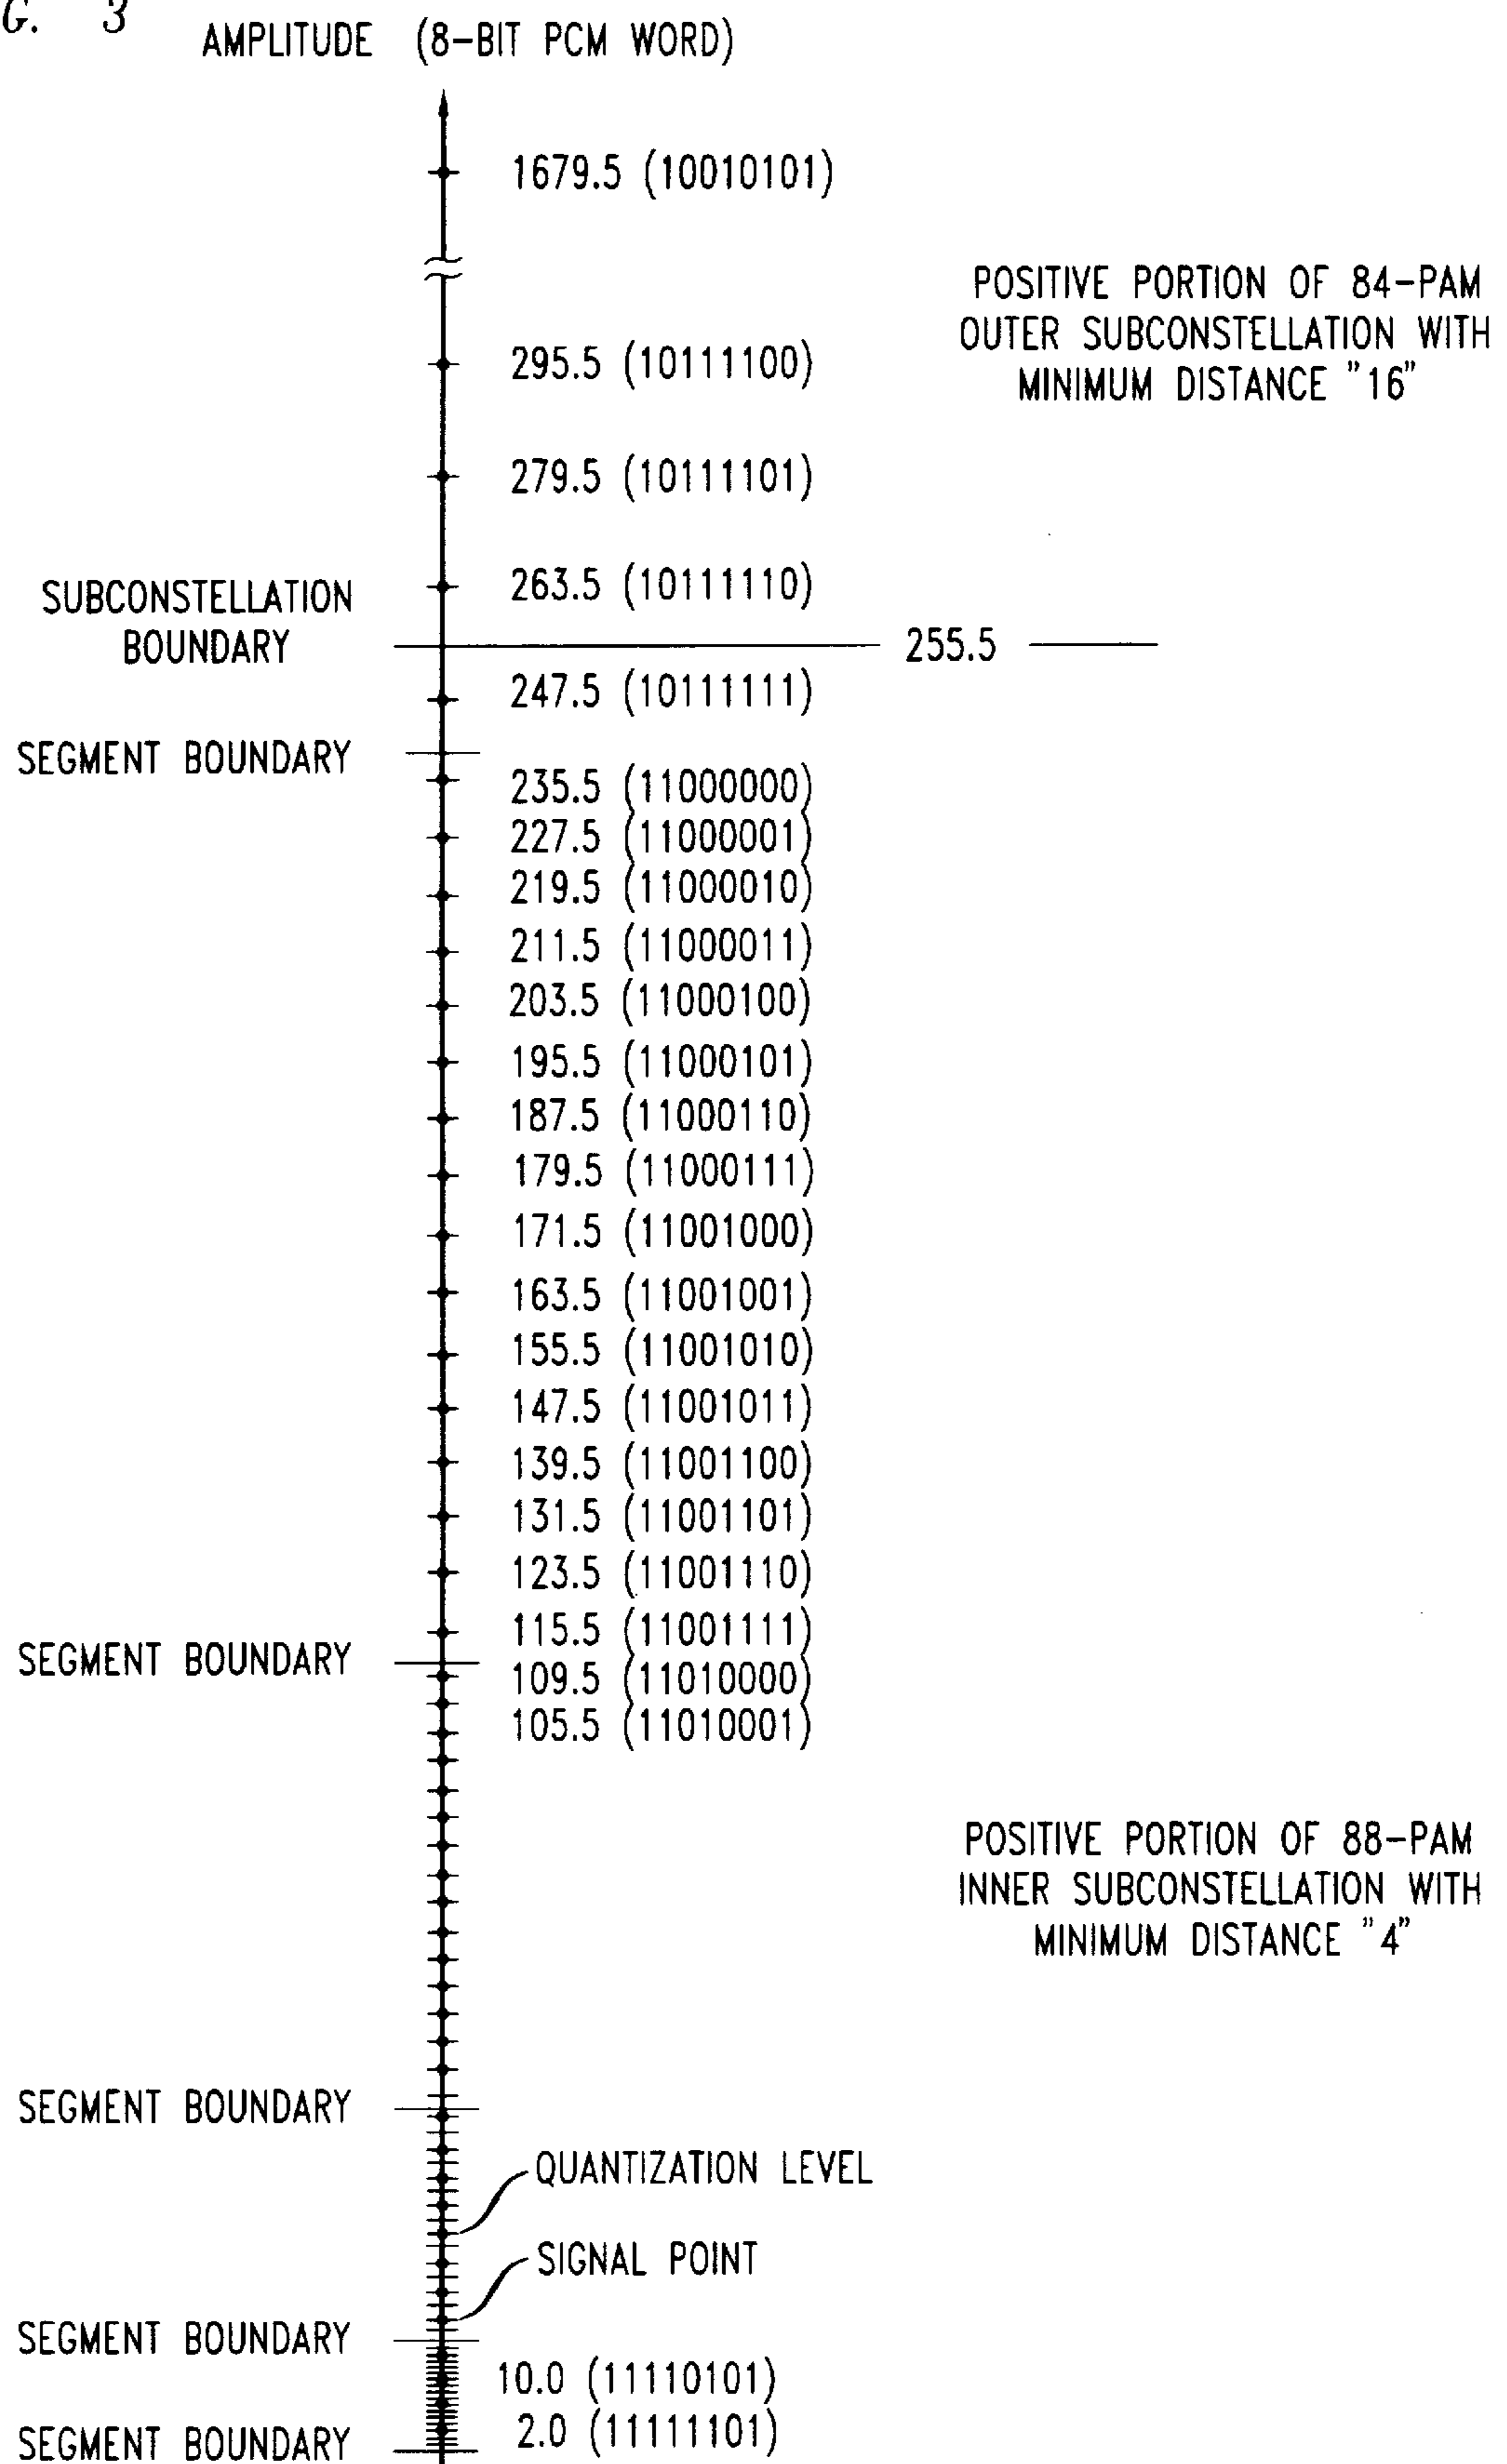 G. 3
AMPLITUDE (8-BIT PCM WORD)
1679.5 (10010101)
POSITIVE PORTION OF 84-PAM
OUTER SUBCONSTELLATION WITH
MINIMUM DISTANCE "16"
295.5 (10111100)
279.5 (10111101)
263.5 (10111110)
SUBCONSTELLATION
BOUNDARY
255.5
247.5 (10111111)
SEGMENT BOUNDARY
235.5 (11000000)
227.5 (11000001)
219.5 (11000010)
211.5 (11000011)
203.5 (11000100)
195.5 (11000101)
187.5 (11000110)
179.5 (11000111)
171.5 (11001000)
163.5 (11001001)
155.5 (11001010)
147.5 (11001011)
139.5 (11001100)
131.5 (11001101)
123.5 (11001110)
115.5 (11001111)
SEGMENT BOUNDARY
109.5 (11010000)
105.5 (11010001)
POSITIVE PORTION OF 88-PAM
INNER SUBCONSTELLATION WITH
MINIMUM DISTANCE "4"
SEGMENT BOUNDARY
QUANTIZATION LEVEL
SIGNAL POINT
SEGMENT BOUNDARY
10.0 (11110101)
2.0 (11111101)
SEGMENT BOUNDARY